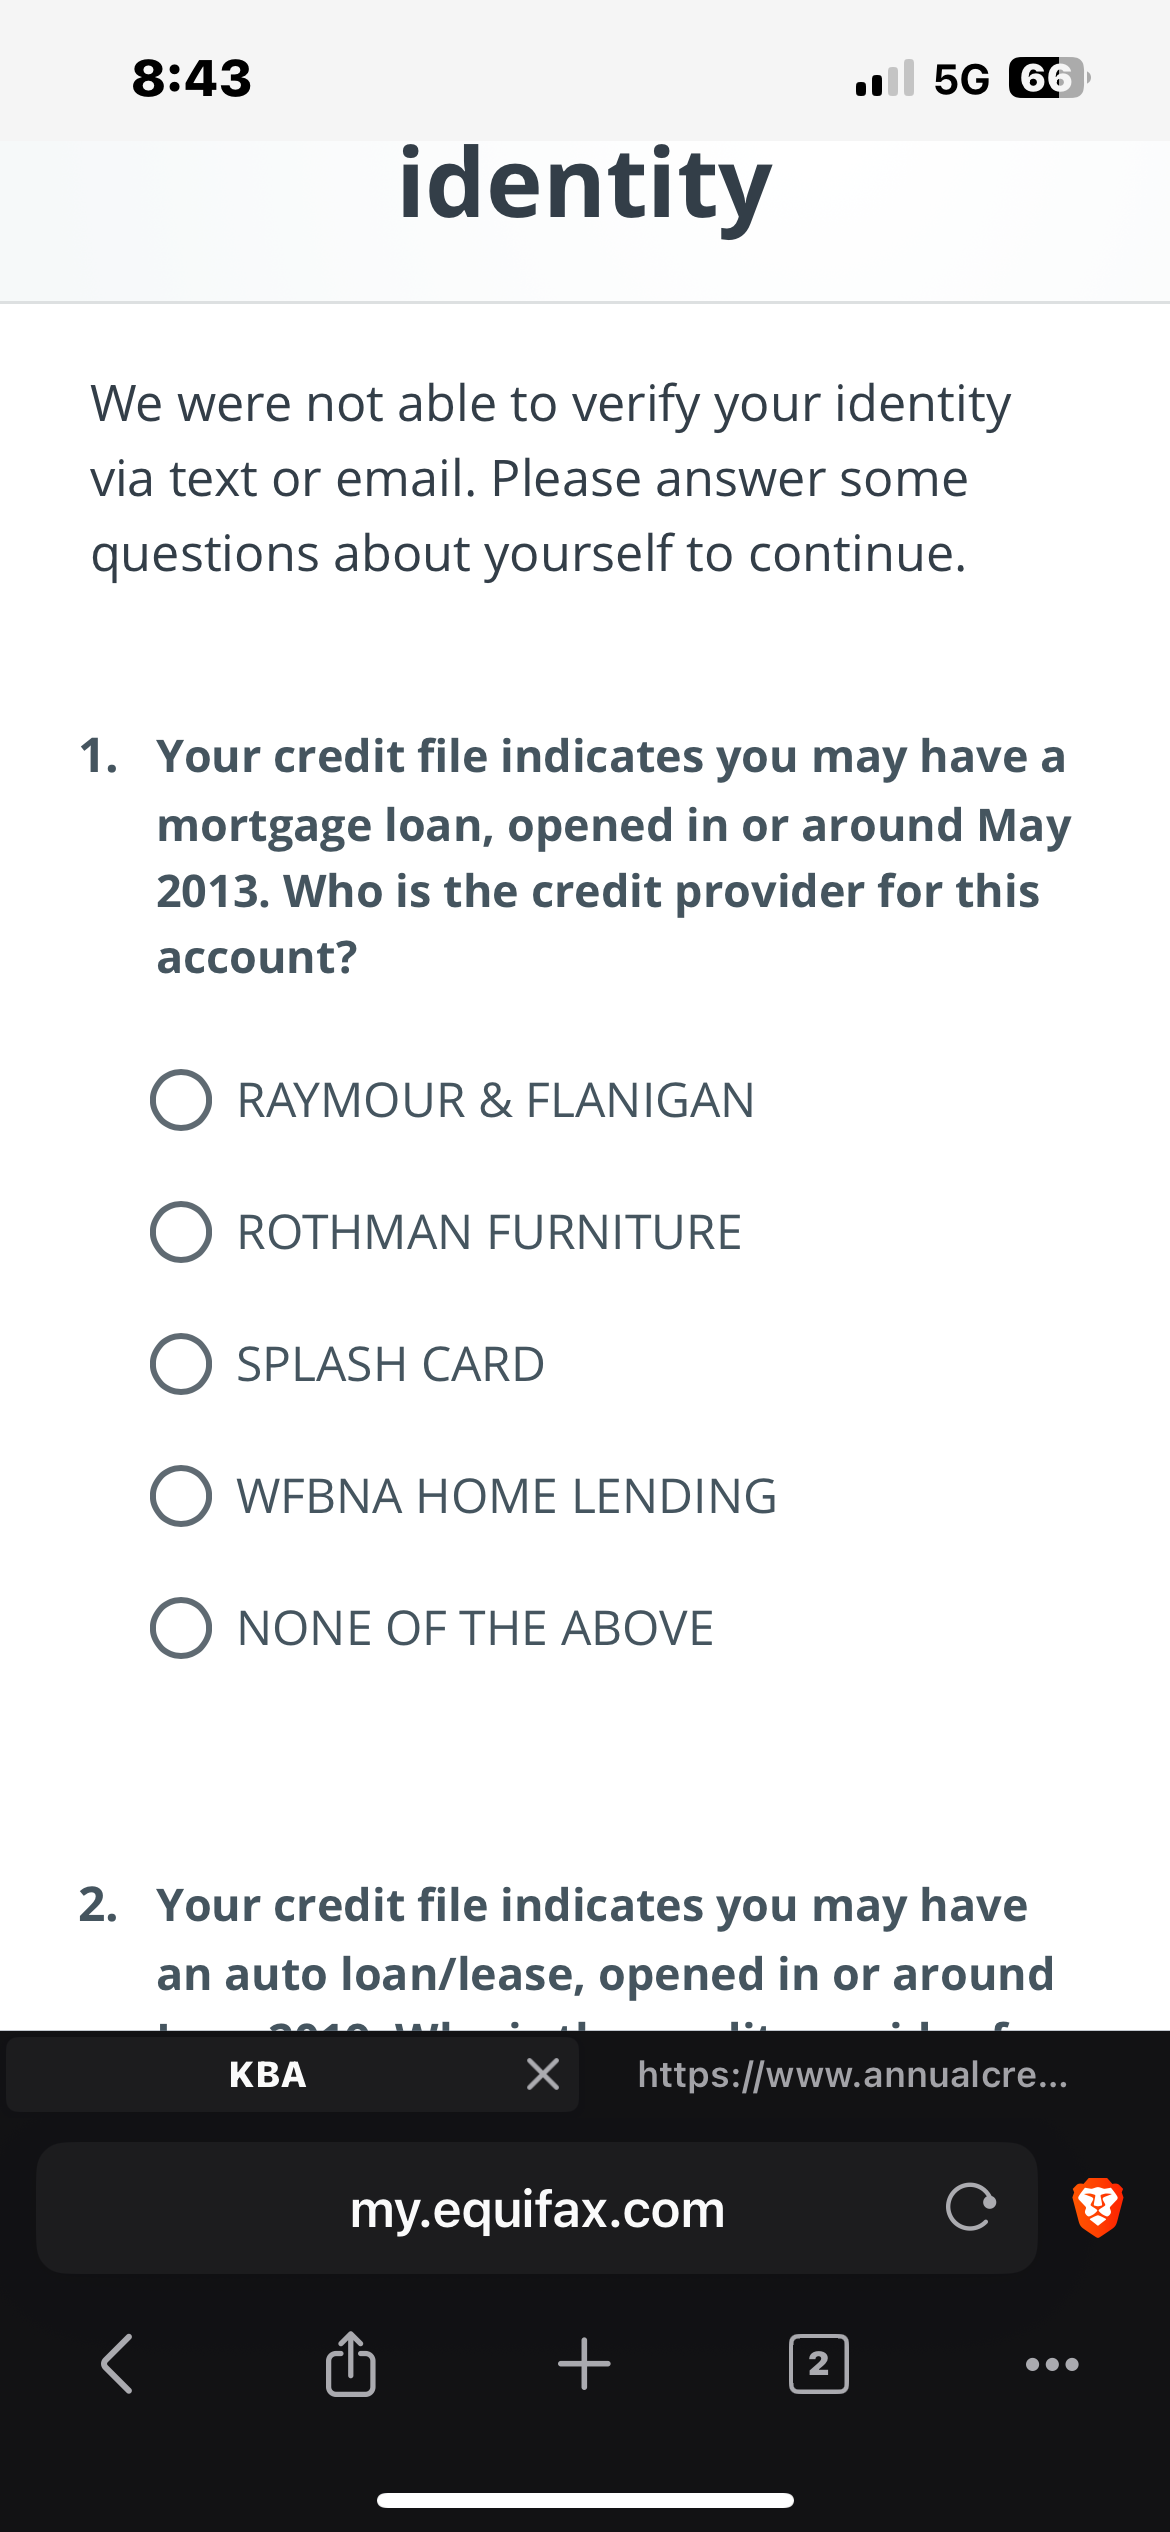 8:43
5G 66
identity
We were not able to verify your identity
via text or email. Please answer some
questions about yourself to continue.
1. Your credit file indicates you may have a
mortgage loan, opened in or around May
2013. Who is the credit provider for this
account?
RAYMOUR & FLANIGAN
ROTHMAN FURNITURE
SPLASH CARD
WFBNA HOME LENDING
NONE OF THE ABOVE
2. Your credit file indicates you may have
an auto loan/lease, opened in or around
KBA
https://www.annualcre...
my.equifax.com
2